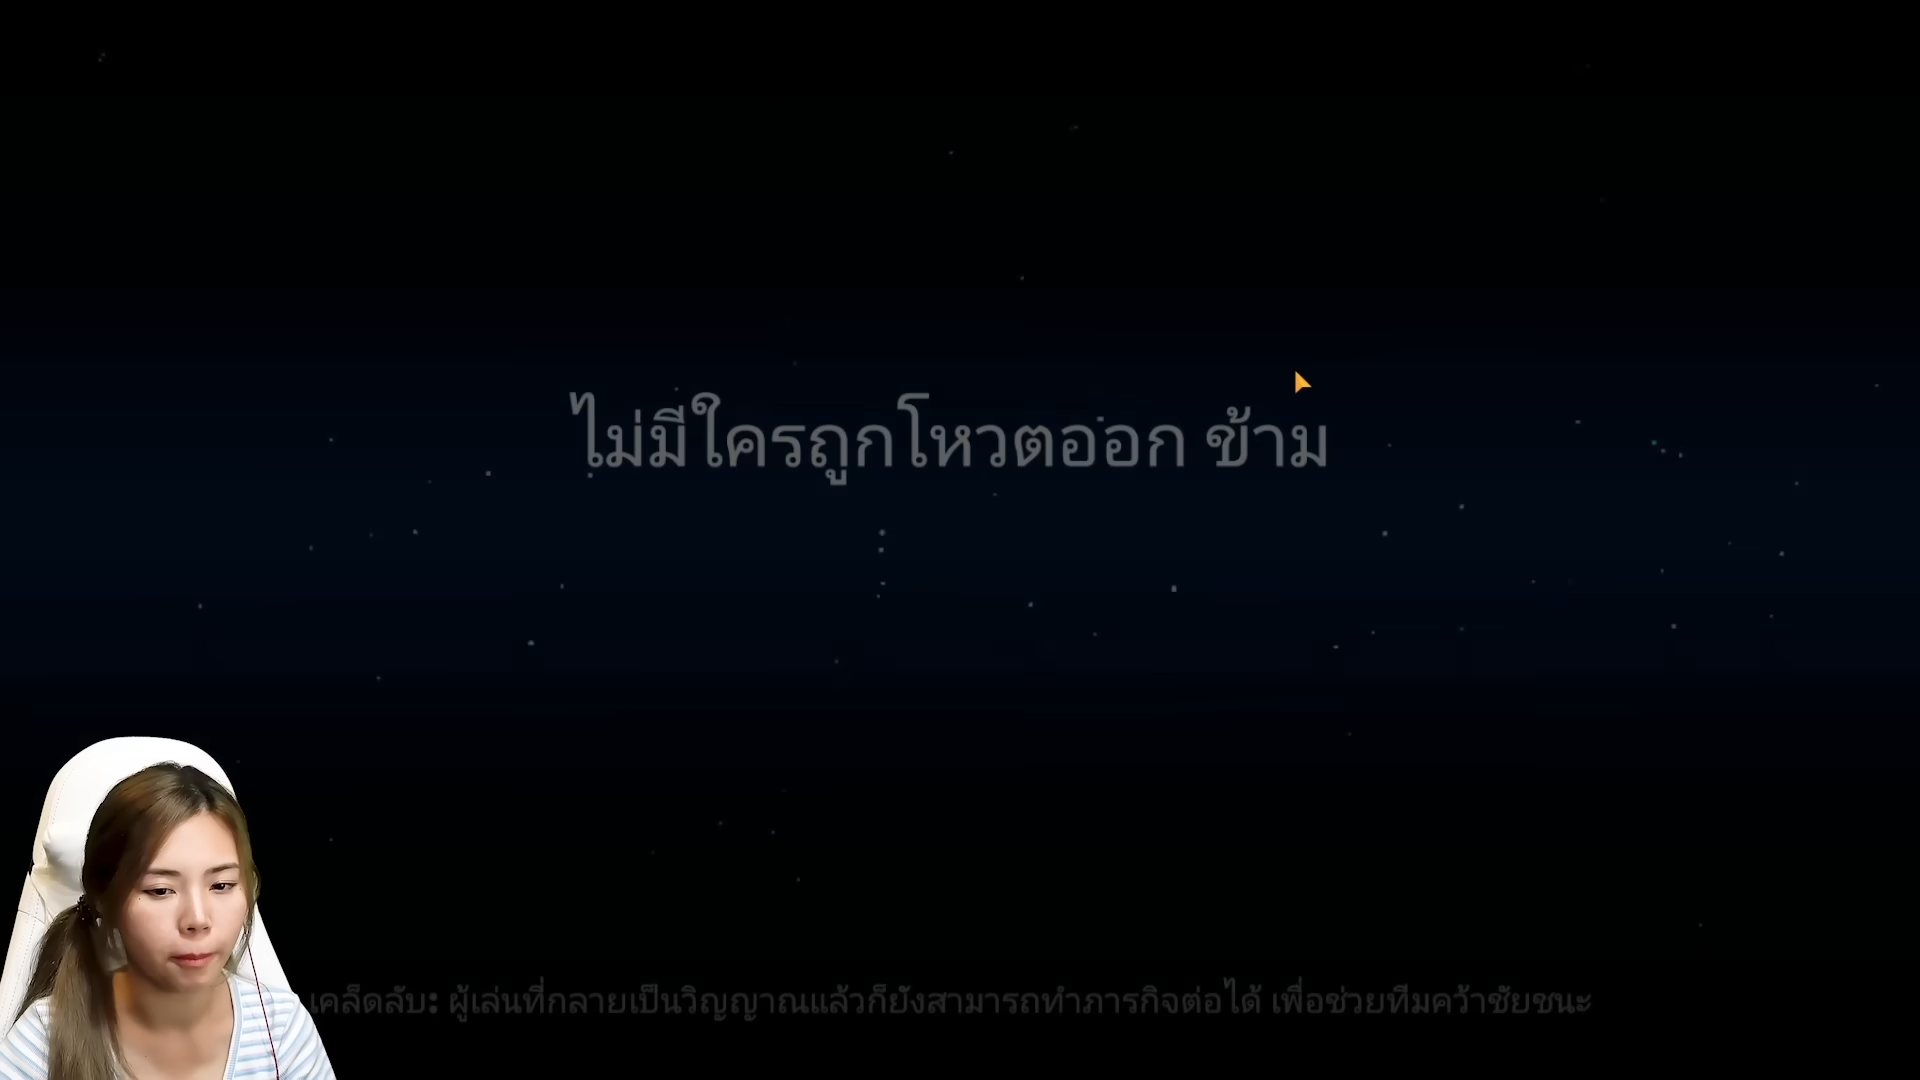 ไม่มีใครถูกโหวตออก ข้าม
เคล็ดลับ: ผู้เล่นที่กลายเป็นวิญญาณแล้วก็ยังสามารถทำภารกิจต่อได้ เพื่อช่วยทีมคว้าชัยชนะ